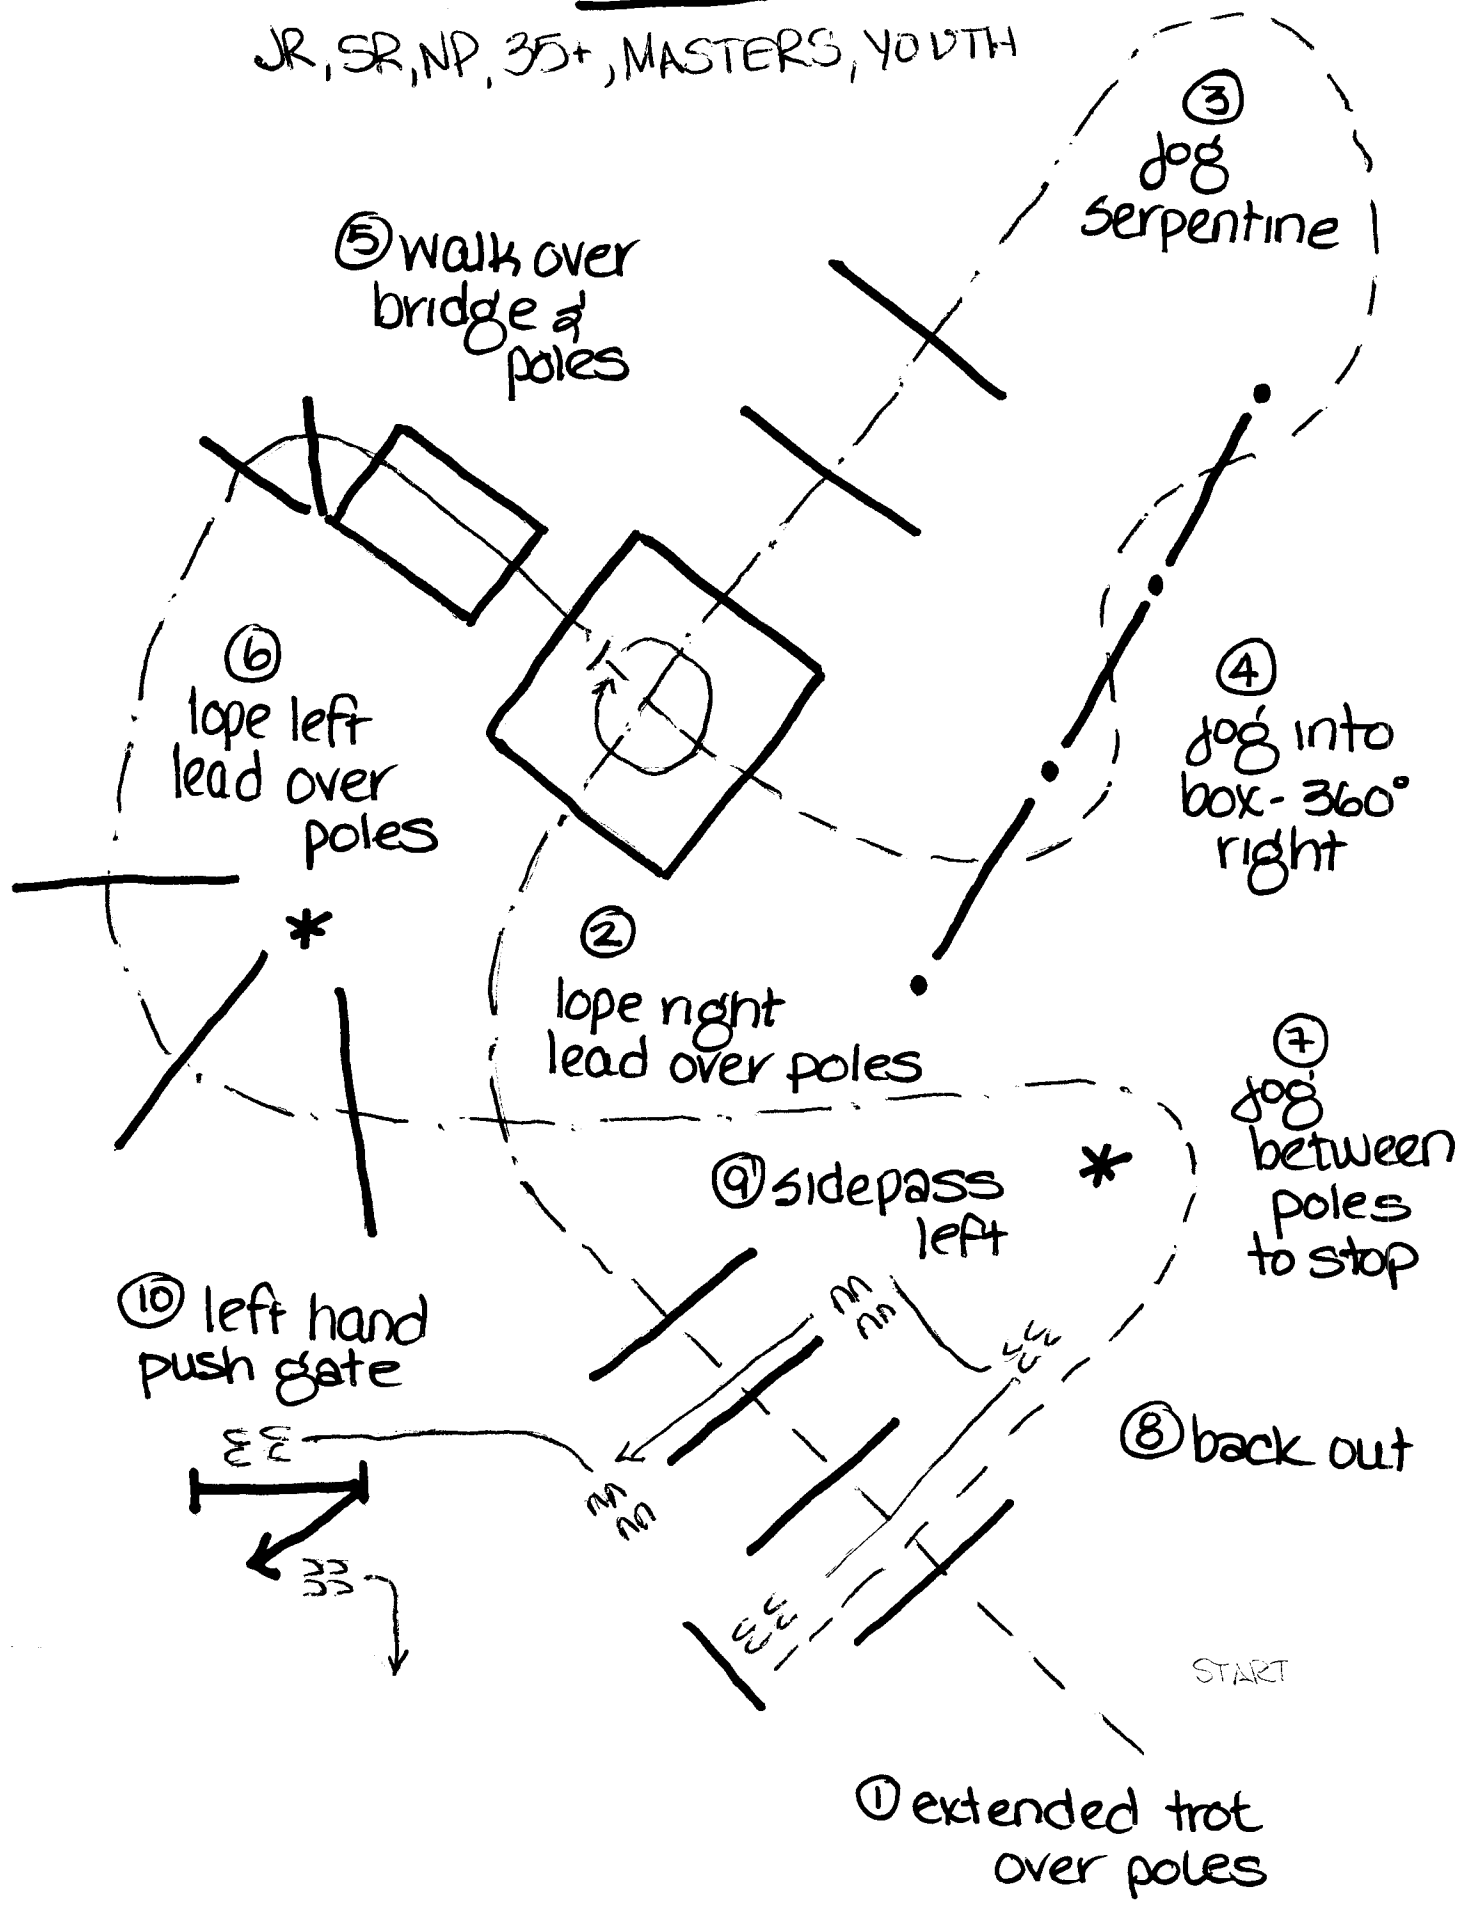 JR, SR, NP, 35+, MASTERS, YOUTH
③
jog
serpentine
⑤ walk over
bridge &
poles
⑥
lope left
lead over
poles
④
jog into
box - 360°
right
②
lope right
lead over poles
⑦
jog
between
poles
to stop
⑨ sidepass
left
⑩ left hand
push gate
⑧ back out
START
① extended trot
over poles